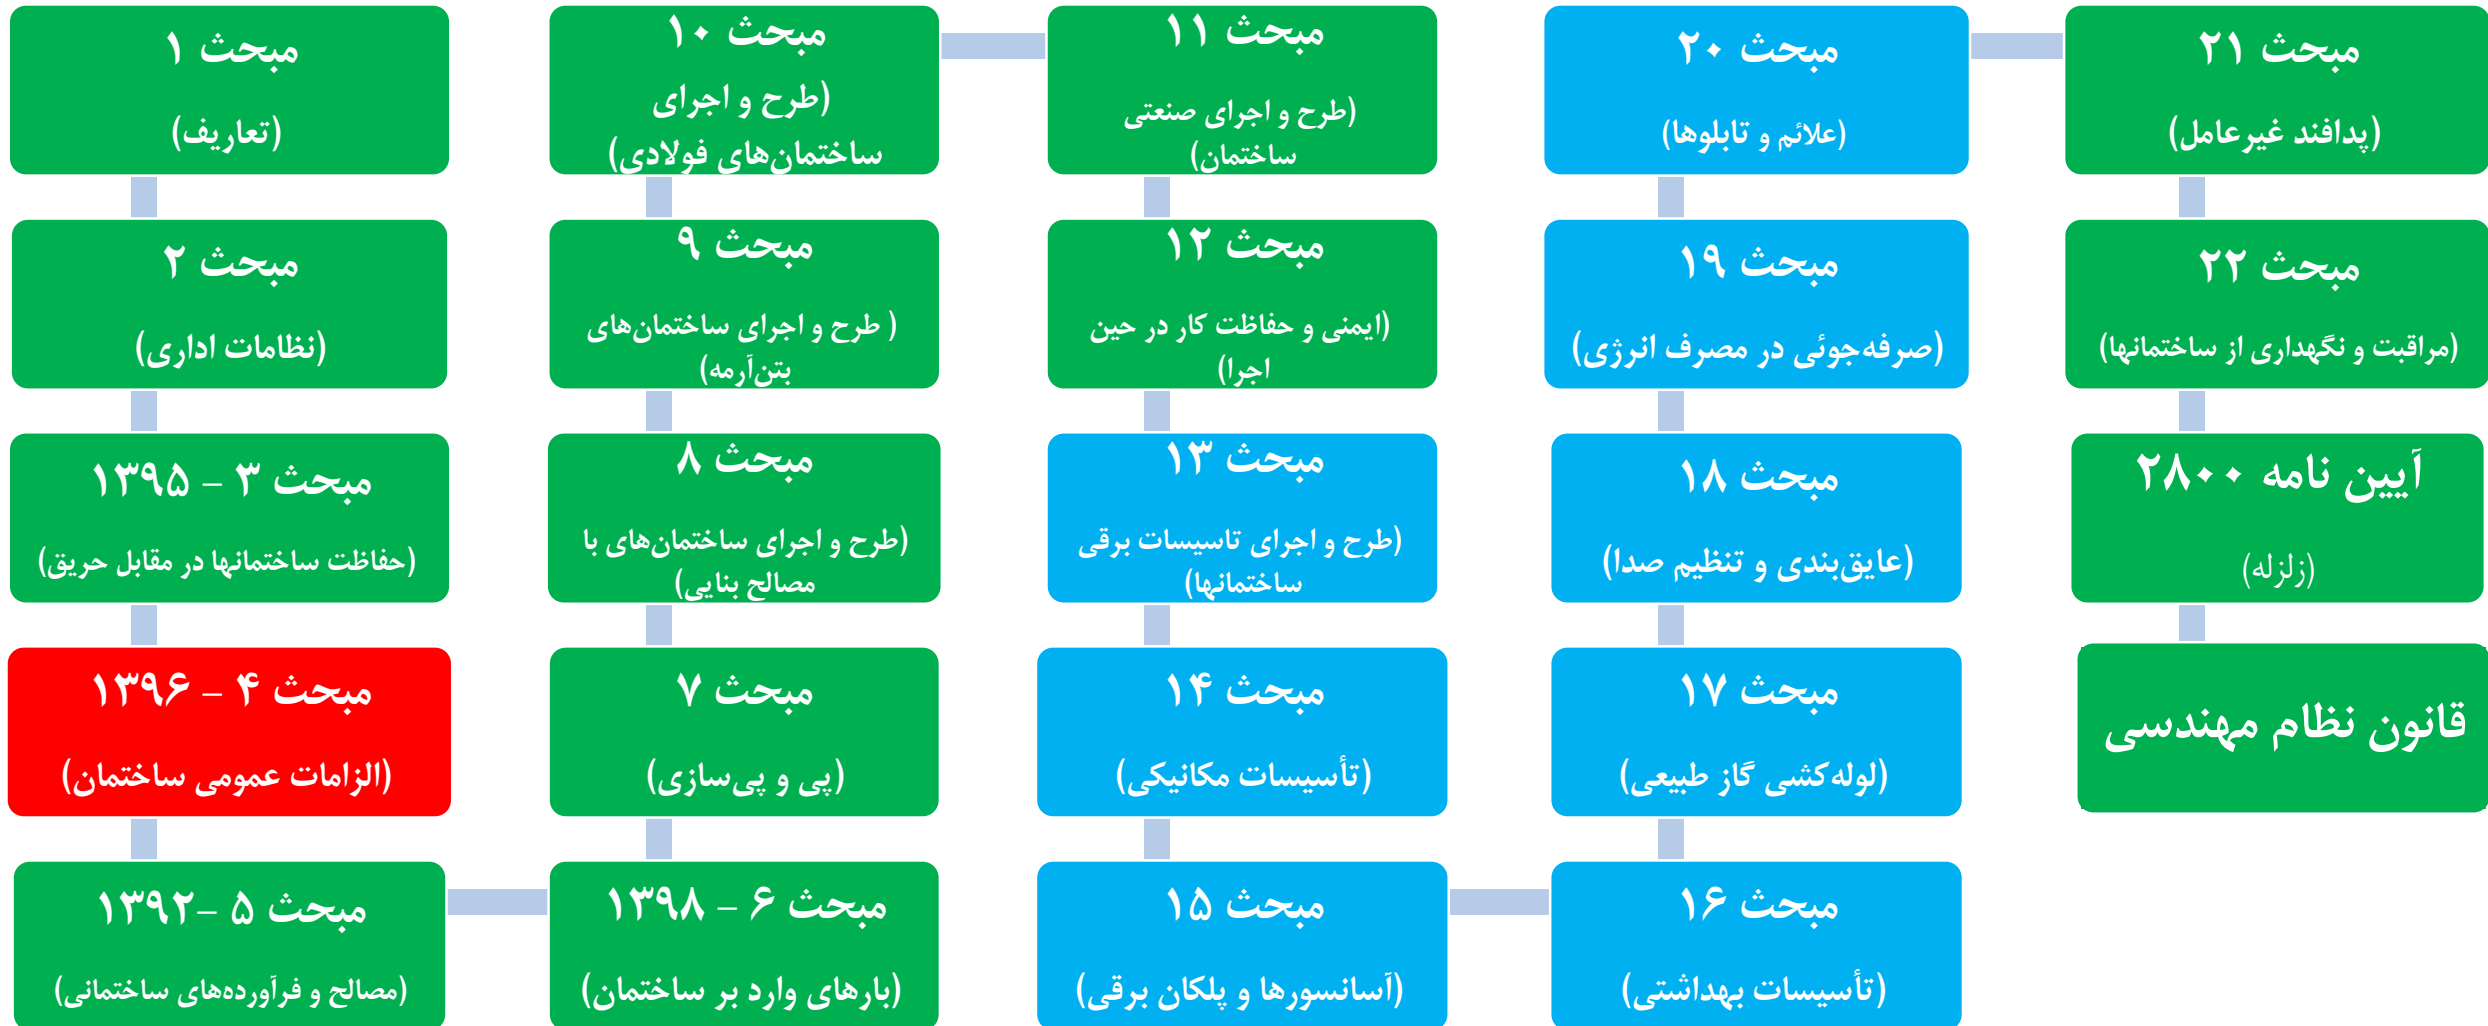 مبحث ۱
(تعاریف)
مبحث ۲
(نظامات اداری)
مبحث ۳ – ۱۳۹۵
(حفاظت ساختمانها در مقابل حریق)
مبحث ۴ – ۱۳۹۶
(الزامات عمومی ساختمان)
مبحث ۵ –۱۳۹۲
(مصالح و فرآورده‌های ساختمانی)
مبحث ۶ – ۱۳۹۸
(بارهای وارد بر ساختمان)
مبحث ۷
(پی و پی‌سازی)
مبحث ۸
(طرح و اجرای ساختمان‌های با
مصالح بنایی)
مبحث ۹
( طرح و اجرای ساختمان‌های
بتن‌آرمه)
مبحث ۱۰
(طرح و اجرای
ساختمان‌های فولادی)
مبحث ۱۱
(طرح و اجرای صنعتی
ساختمان)
مبحث ۱۲
(ایمنی و حفاظت کار در حین
اجرا)
مبحث ۱۳
(طرح و اجرای تاسیسات برقی
ساختمانها)
مبحث ۱۴
(تأسیسات مکانیکی)
مبحث ۱۵
(آسانسورها و پلکان برقی)
مبحث ۱۶
(تأسیسات بهداشتی)
مبحث ۱۷
(لوله‌کشی گاز طبیعی)
مبحث ۱۸
(عایق‌بندی و تنظیم صدا)
مبحث ۱۹
(صرفه‌جوئی در مصرف انرژی)
مبحث ۲۰
(علائم و تابلوها)
مبحث ۲۱
(پدافند غیرعامل)
مبحث ۲۲
(مراقبت و نگهداری از ساختمانها)
آیین نامه ۲۸۰۰
(زلزله)
قانون نظام مهندسی